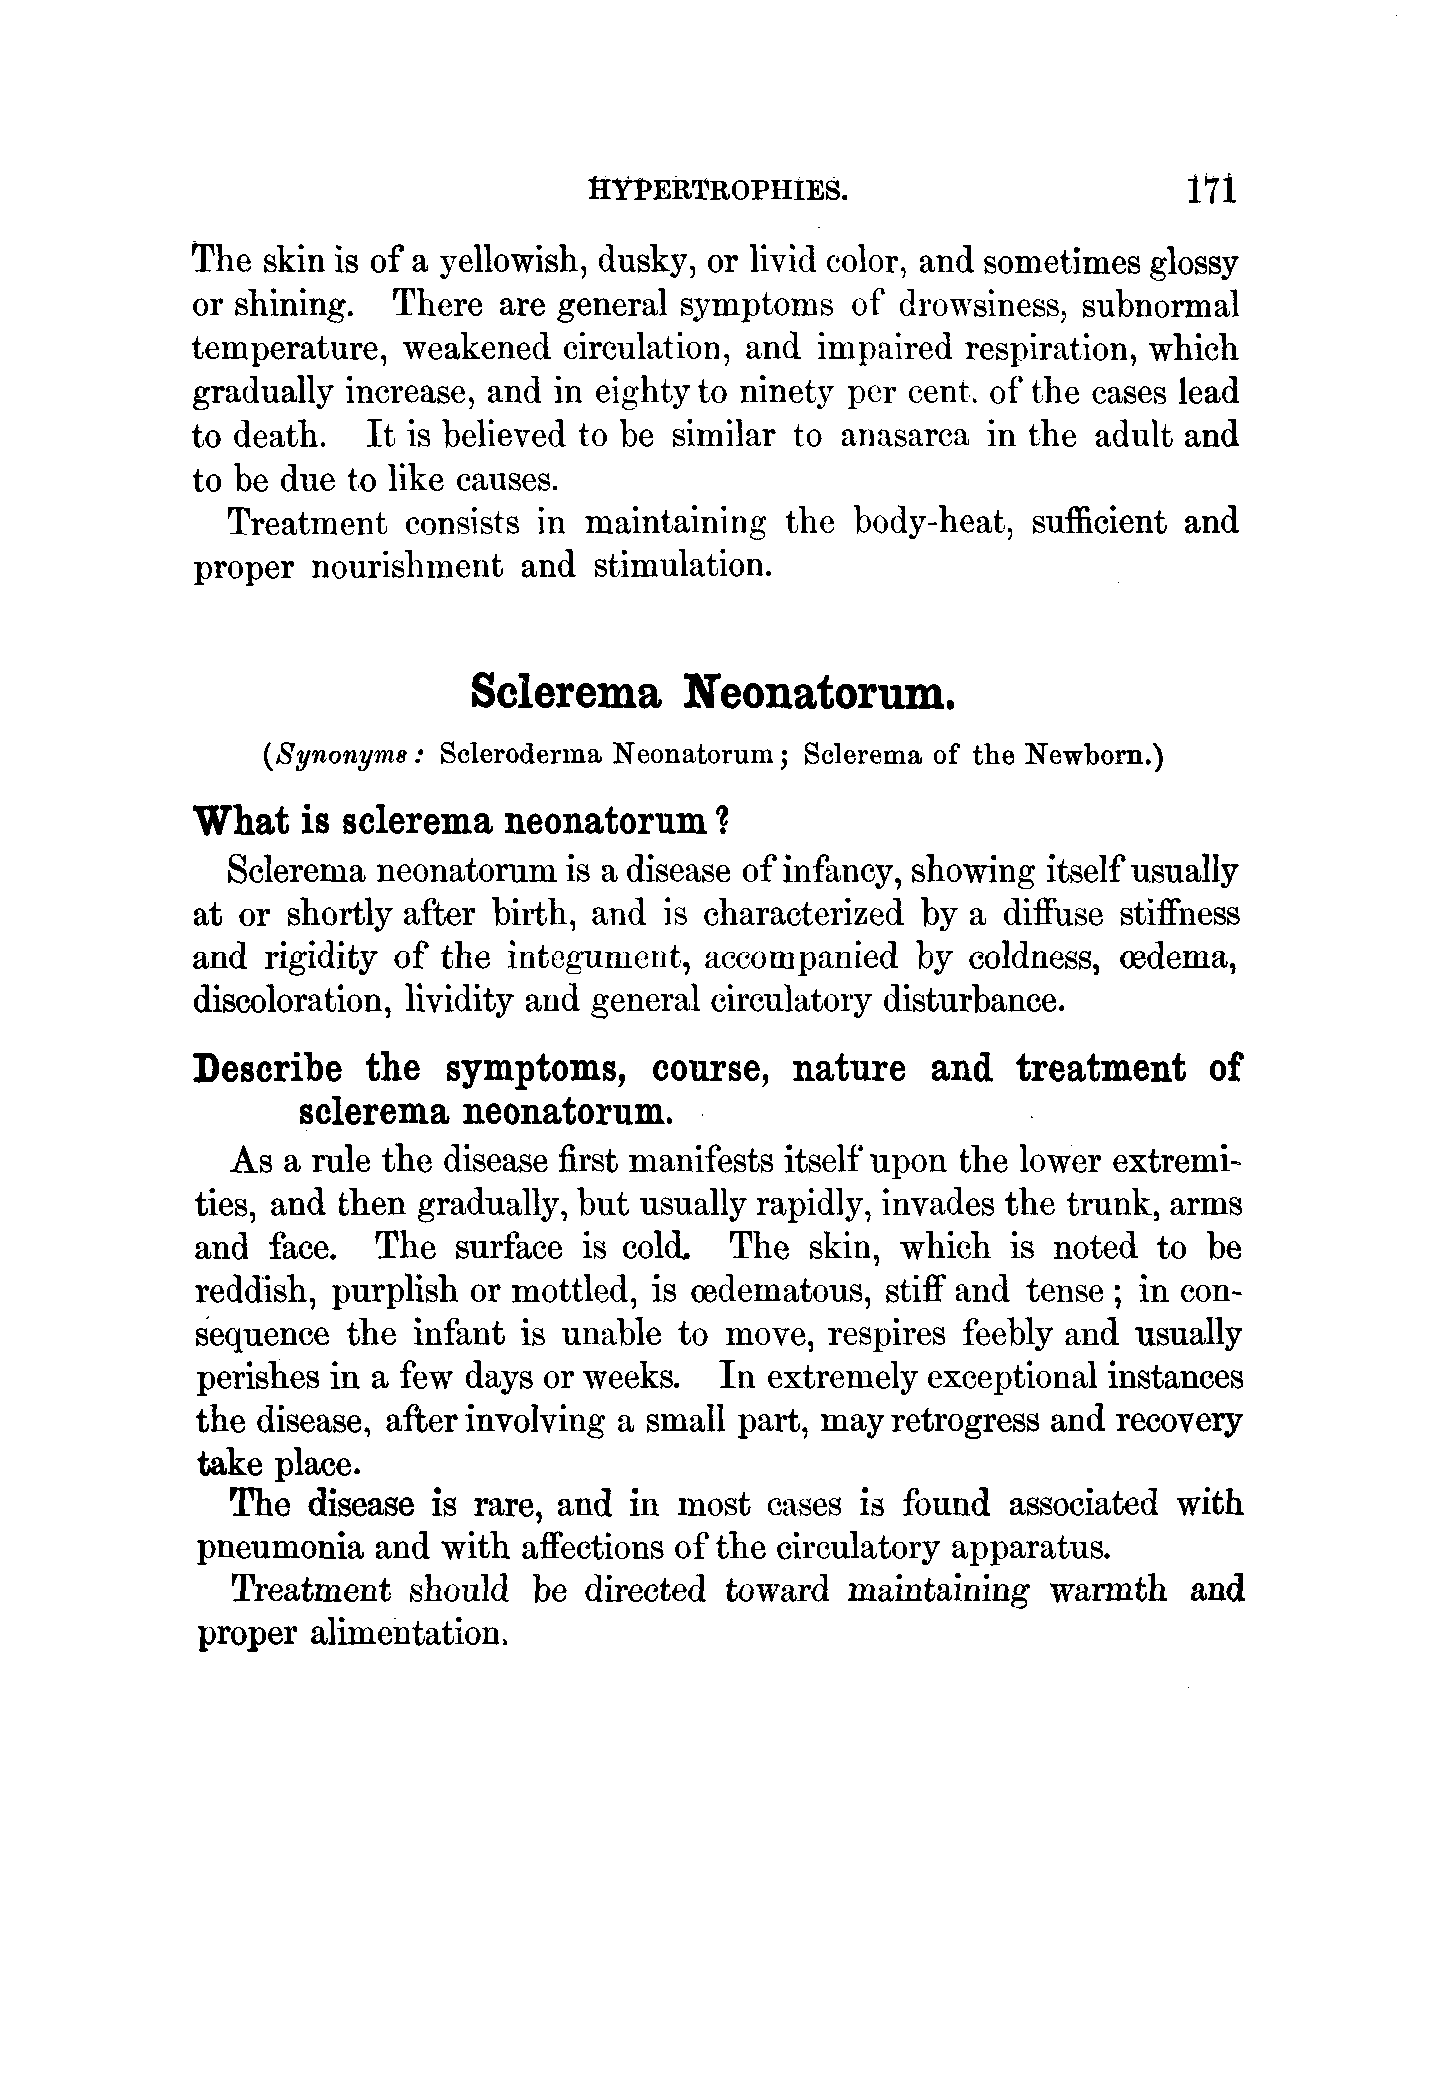 HYPERTROPHIES. 171
The skin is of a yellowish, dusky, or livid color, and sometimes glossy
or shining. There are general symptoms of drowsiness, subnormal
temperature, weakened circulation, and impaired respiration, which
gradually increase, and in eighty to ninety per cent. of the cases lead
to death. It is believed to be similar to anasarca in the adult and
to be due to like causes.
Treatment consists in maintaining the body-heat, sufficient and
proper nourishment and stimulation.
Sclerema Neonatorum.
(Synonyms: Scleroderma Neonatorum; Sclerema of the Newborn.)
What is sclerema neonatorum?
Sclerema neonatorum is a disease of infancy, showing itself usually
at or shortly after birth, and is characterized by a diffuse stiffness
and rigidity of the integument, accompanied by coldness, œdema,
discoloration, lividity and general circulatory disturbance.
Describe the symptoms, course, nature and treatment of
sclerema neonatorum.
As a rule the disease first manifests itself upon the lower extremi-
ties, and then gradually, but usually rapidly, invades the trunk, arms
and face. The surface is cold. The skin, which is noted to be
reddish, purplish or mottled, is œdematous, stiff and tense; in con-
sequence the infant is unable to move, respires feebly and usually
perishes in a few days or weeks. In extremely exceptional instances
the disease, after involving a small part, may retrogress and recovery
take place.
The disease is rare, and in most cases is found associated with
pneumonia and with affections of the circulatory apparatus.
Treatment should be directed toward maintaining warmth and
proper alimentation.